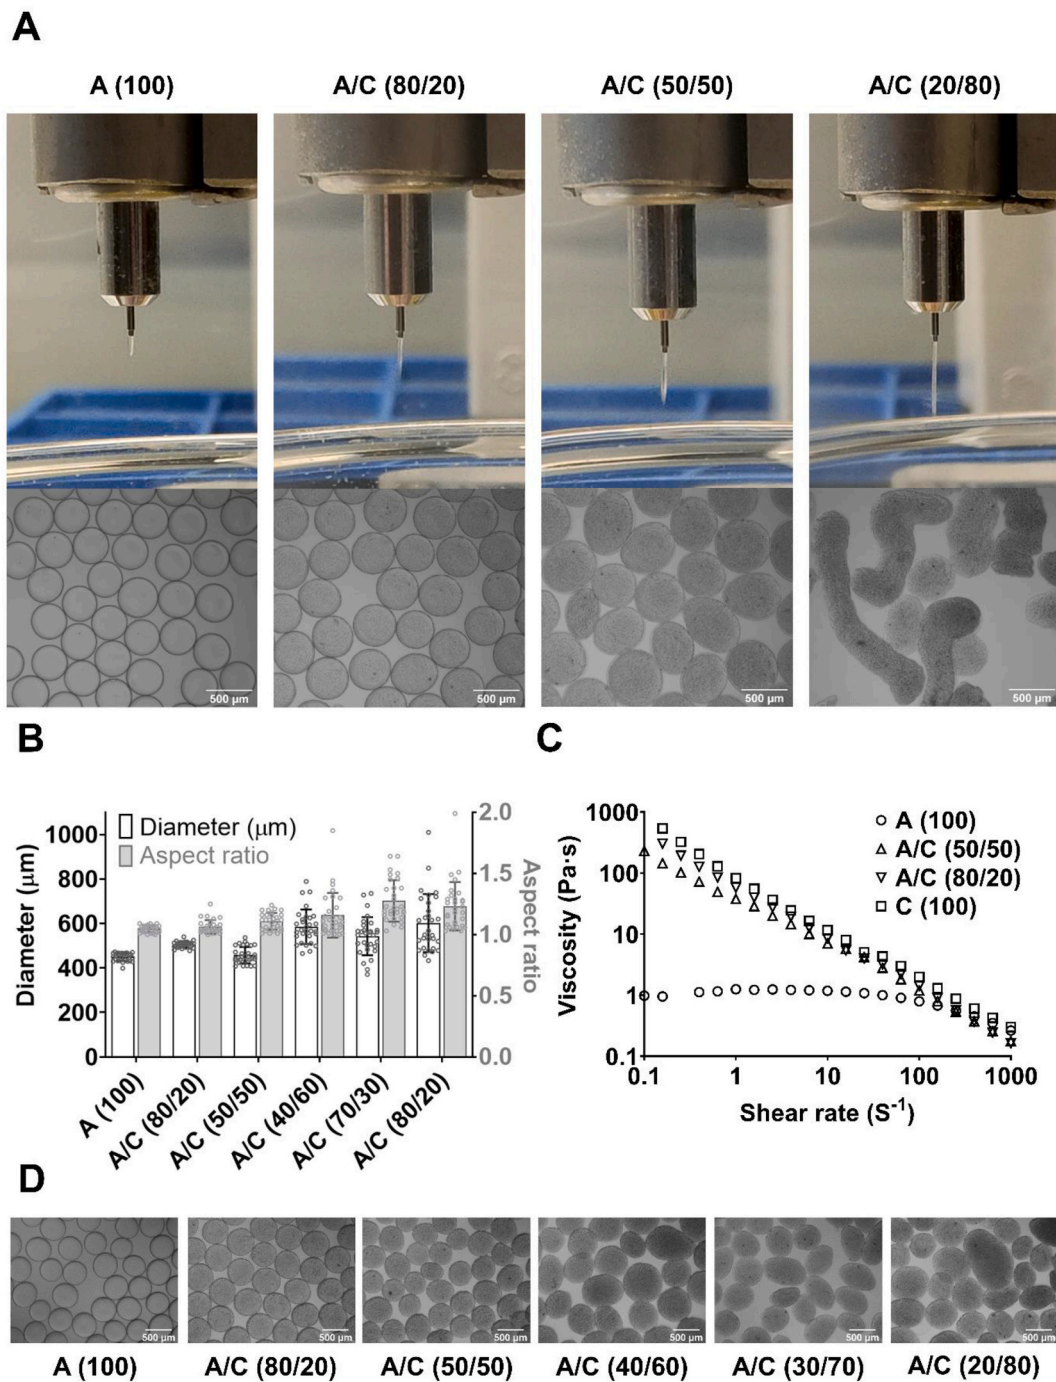 A
A (100)
A/C (80/20)
A/C (50/50)
A/C (20/80)
500 µm
500 µm
500 µm
500 µm
B
Diameter (µm)
1000
800
600
400
200
0
Diameter (µm)
Aspect ratio
2.0
1.5
1.0
0.5
0.0
Aspect ratio
A (100)
A/C (80/20)
A/C (50/50)
A/C (40/60)
A/C (70/30)
A/C (80/20)
C
Viscosity (Pa·s)
1000
100
10
1
0.1
A (100)
A/C (50/50)
A/C (80/20)
C (100)
0.1
1
10
100
1000
Shear rate (S⁻¹)
D
500 µm
500 µm
500 µm
500 µm
500 µm
500 µm
A (100)
A/C (80/20)
A/C (50/50)
A/C (40/60)
A/C (30/70)
A/C (20/80)